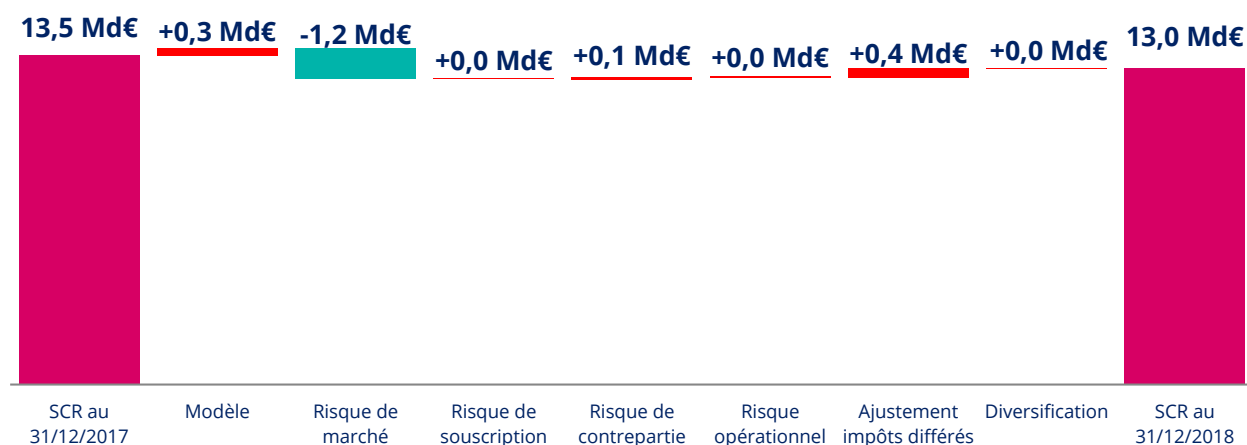 13,5 Md€
+0,3 Md€
-1,2 Md€
+0,0 Md€
+0,1 Md€
+0,0 Md€
+0,4 Md€
+0,0 Md€
13,0 Md€
SCR au
31/12/2017
Modèle
Risque de
marché
Risque de
souscription
Risque de
contrepartie
Risque
opérationnel
Ajustement
impôts différés
Diversification
SCR au
31/12/2018